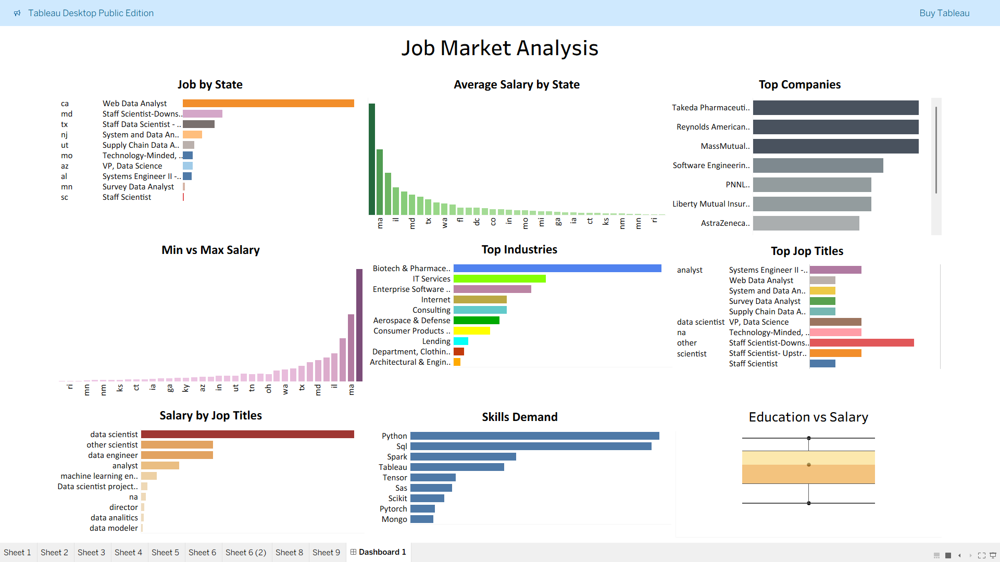 Tableau Desktop Public Edition
Buy Tableau
Job Market Analysis
Job by State
ca Web Data Analyst
md Staff Scientist-Downs..
tx Staff Data Scientist - ..
nj System and Data An..
ut Supply Chain Data A..
mo Technology-Minded, ..
az VP, Data Science
al Systems Engineer II -..
mn Survey Data Analyst
sc Staff Scientist
Average Salary by State
ma il md tx wa fl dc co in mo mi ga ia ct ks nm mn ri
Top Companies
Takeda Pharmaceuti..
Reynolds American..
MassMutual..
Software Engineerin..
PNNL..
Liberty Mutual Insur..
AstraZeneca..
Min vs Max Salary
ri mn nm ks ct ia ga ky az in ut tn oh wa tx md il ma
Top Industries
Biotech & Pharmace..
IT Services
Enterprise Software ..
Internet
Consulting
Aerospace & Defense
Consumer Products ..
Lending
Department, Clothin..
Architectural & Engin..
Top Jop Titles
analyst Systems Engineer II -..
Web Data Analyst
System and Data An..
Survey Data Analyst
Supply Chain Data A..
data scientist VP, Data Science
na Technology-Minded, ..
other Staff Scientist-Downs..
scientist Staff Scientist- Upstr..
Staff Scientist
Salary by Jop Titles
data scientist
other scientist
data engineer
analyst
machine learning en..
Data scientist project..
na
director
data analitics
data modeler
Skills Demand
Python
Sql
Spark
Tableau
Tensor
Sas
Scikit
Pytorch
Mongo
Education vs Salary
Sheet 1 Sheet 2 Sheet 3 Sheet 4 Sheet 5 Sheet 6 Sheet 6 (2) Sheet 8 Sheet 9 Dashboard 1